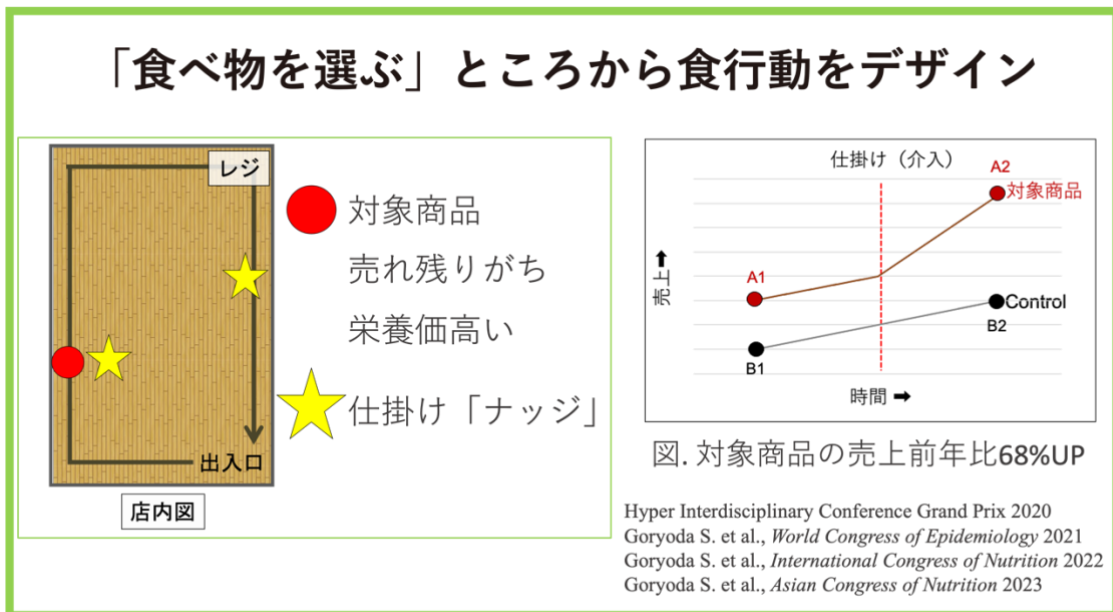 「食べ物を選ぶ」ところから食行動をデザイン
レジ
出入口
店内図
対象商品
売れ残りがち
栄養価高い
仕掛け「ナッジ」
仕掛け（介入）
A2
対象商品
A1
売上➡
Control
B2
B1
時間 ➡
図. 対象商品の売上前年比68%UP
Hyper Interdisciplinary Conference Grand Prix 2020
Goryoda S. et al., World Congress of Epidemiology 2021
Goryoda S. et al., International Congress of Nutrition 2022
Goryoda S. et al., Asian Congress of Nutrition 2023